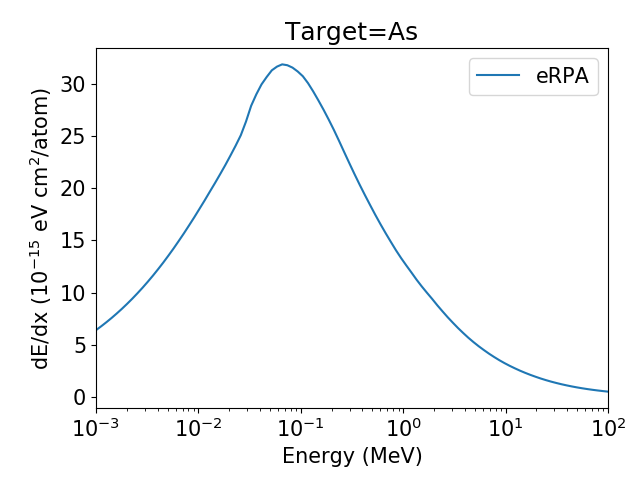 Target=As
eRPA
dE/dx (10⁻¹⁵ eV cm²/atom)
30
25
20
15
10
5
0
10⁻³ 10⁻² 10⁻¹ 10⁰ 10¹ 10²
Energy (MeV)